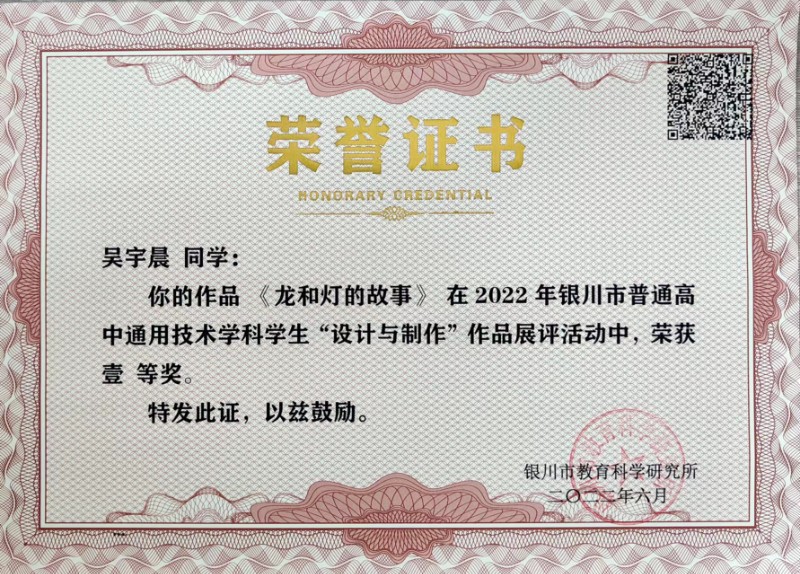 荣誉证书
HONORARY CREDENTIAL
吴宇晨 同学：
你的作品 《龙和灯的故事》 在 2022 年银川市普通高
中通用技术学科学生“设计与制作”作品展评活动中，荣获
壹 等奖。
特发此证，以兹鼓励。
银川市教育科学研究所
二〇二二年六月